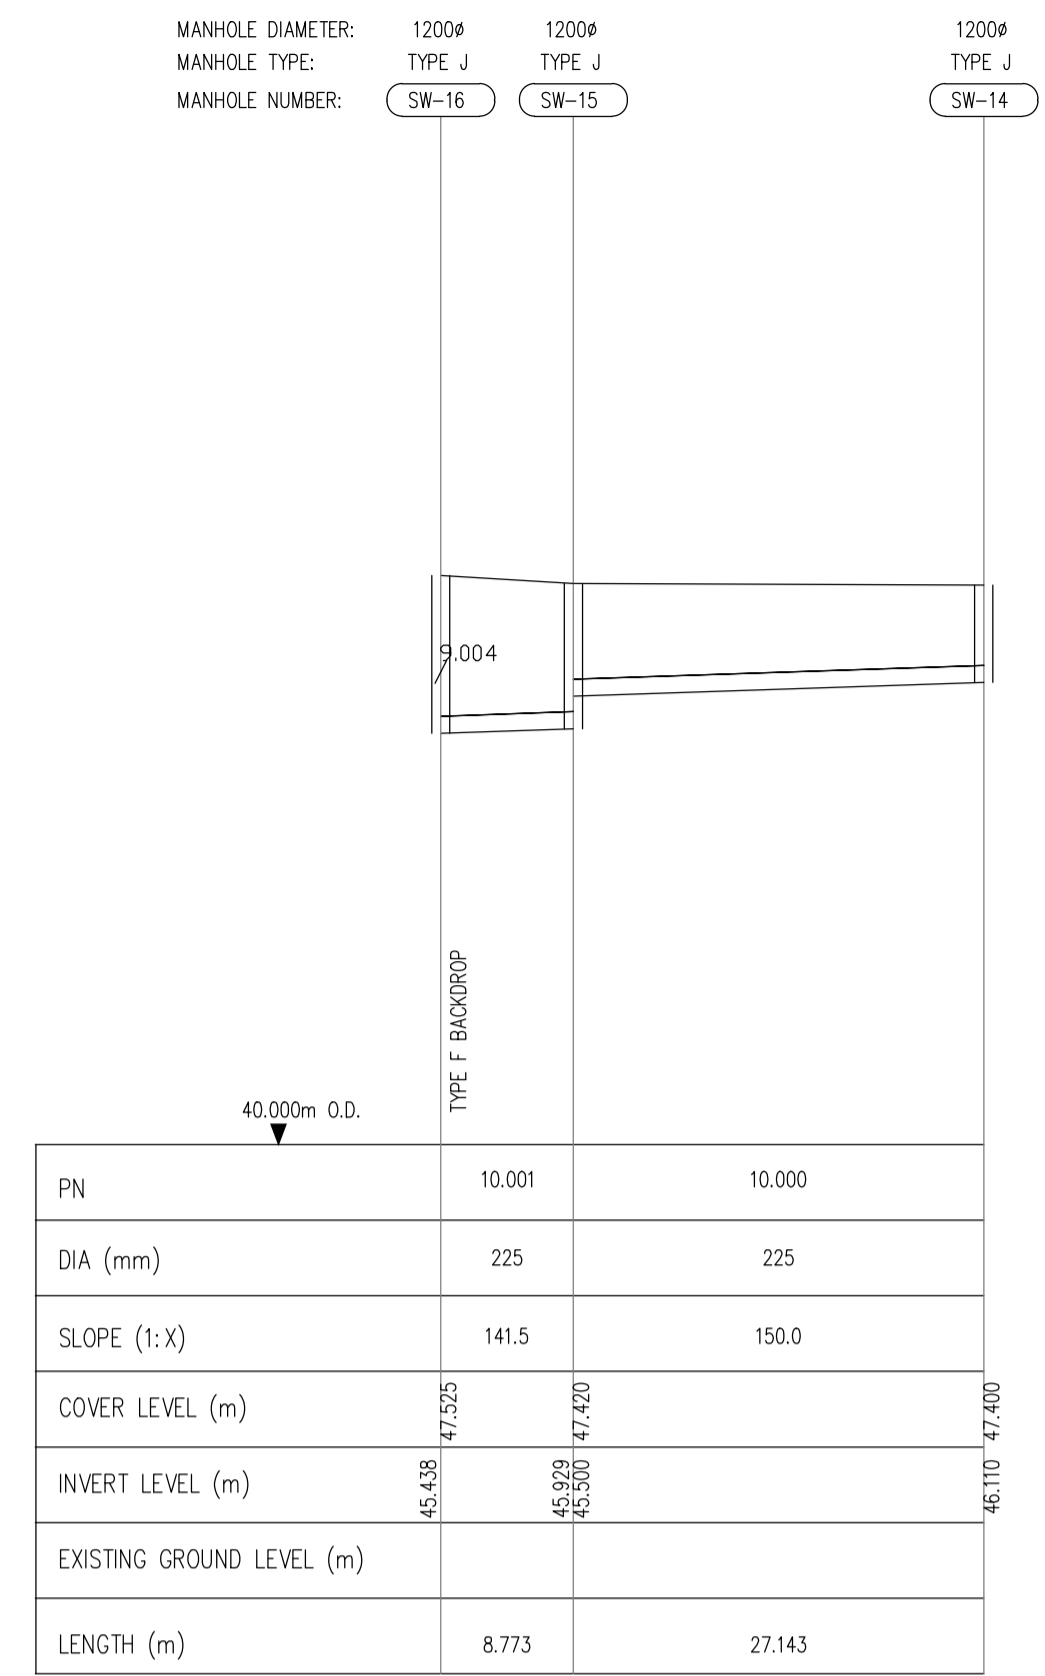 MANHOLE DIAMETER: 1200ø 1200ø 1200ø
MANHOLE TYPE: TYPE J TYPE J TYPE J
MANHOLE NUMBER: SW-16 SW-15 SW-14
9.004
TYPE F BACKDROP
40.000m O.D.
PN 10.001 10.000
DIA (mm) 225 225
SLOPE (1:X) 141.5 150.0
COVER LEVEL (m) 47.525 47.420 47.400
INVERT LEVEL (m) 45.438 45.929 45.500 46.110
EXISTING GROUND LEVEL (m)
LENGTH (m) 8.773 27.143